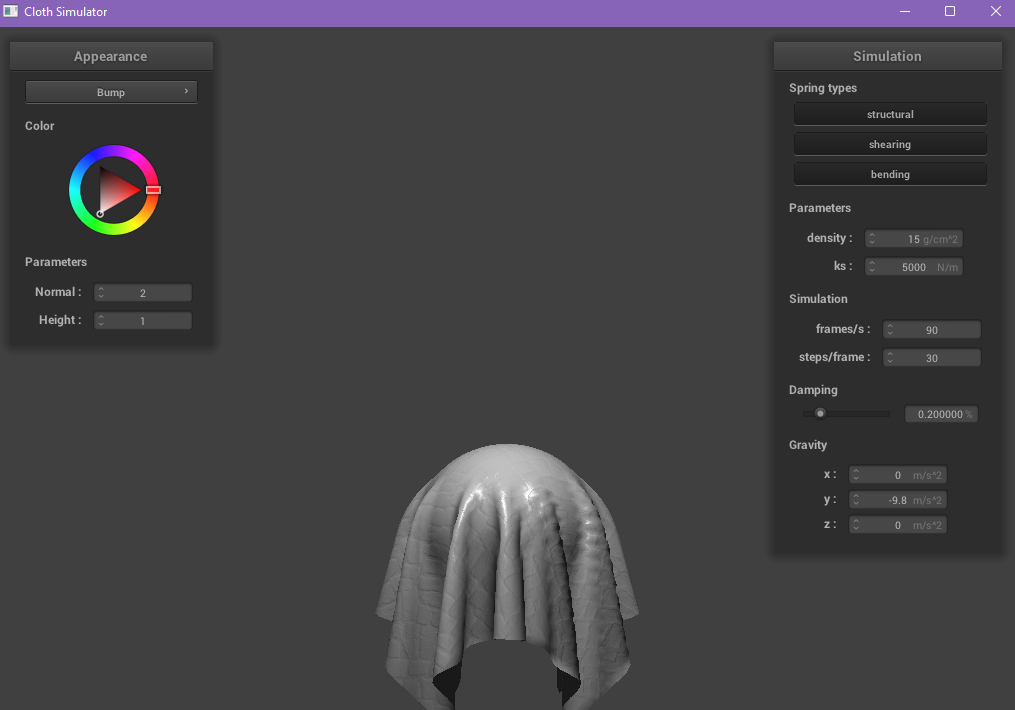 Cloth Simulator
Appearance
Bump
Color
Parameters
Normal : 2
Height : 1
Simulation
Spring types
structural
shearing
bending
Parameters
density : 15 g/cm^2
ks : 5000 N/m
Simulation
frames/s : 90
steps/frame : 30
Damping
0.200000 %
Gravity
x : 0 m/s^2
y : -9.8 m/s^2
z : 0 m/s^2